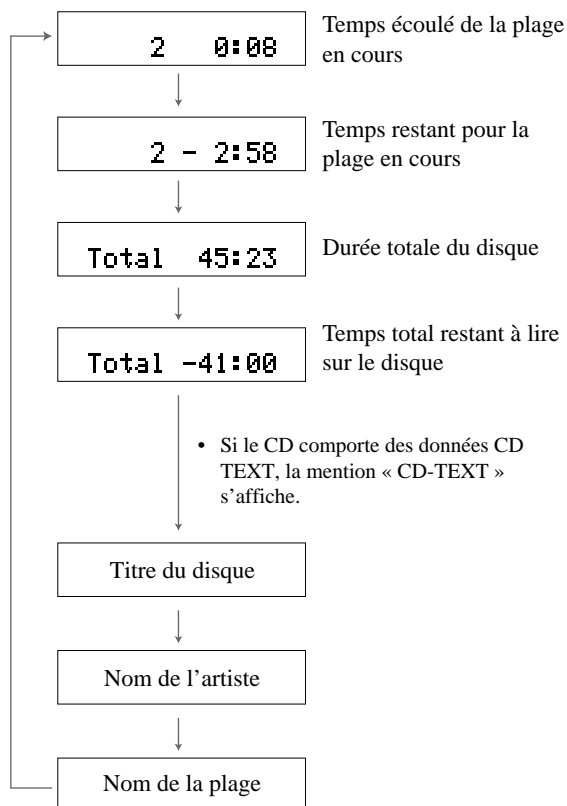 2 0:08
Temps écoulé de la plage
en cours
2 - 2:58
Temps restant pour la
plage en cours
Total 45:23
Durée totale du disque
Total -41:00
Temps total restant à lire
sur le disque
• Si le CD comporte des données CD
TEXT, la mention « CD-TEXT »
s’affiche.
Titre du disque
Nom de l’artiste
Nom de la plage